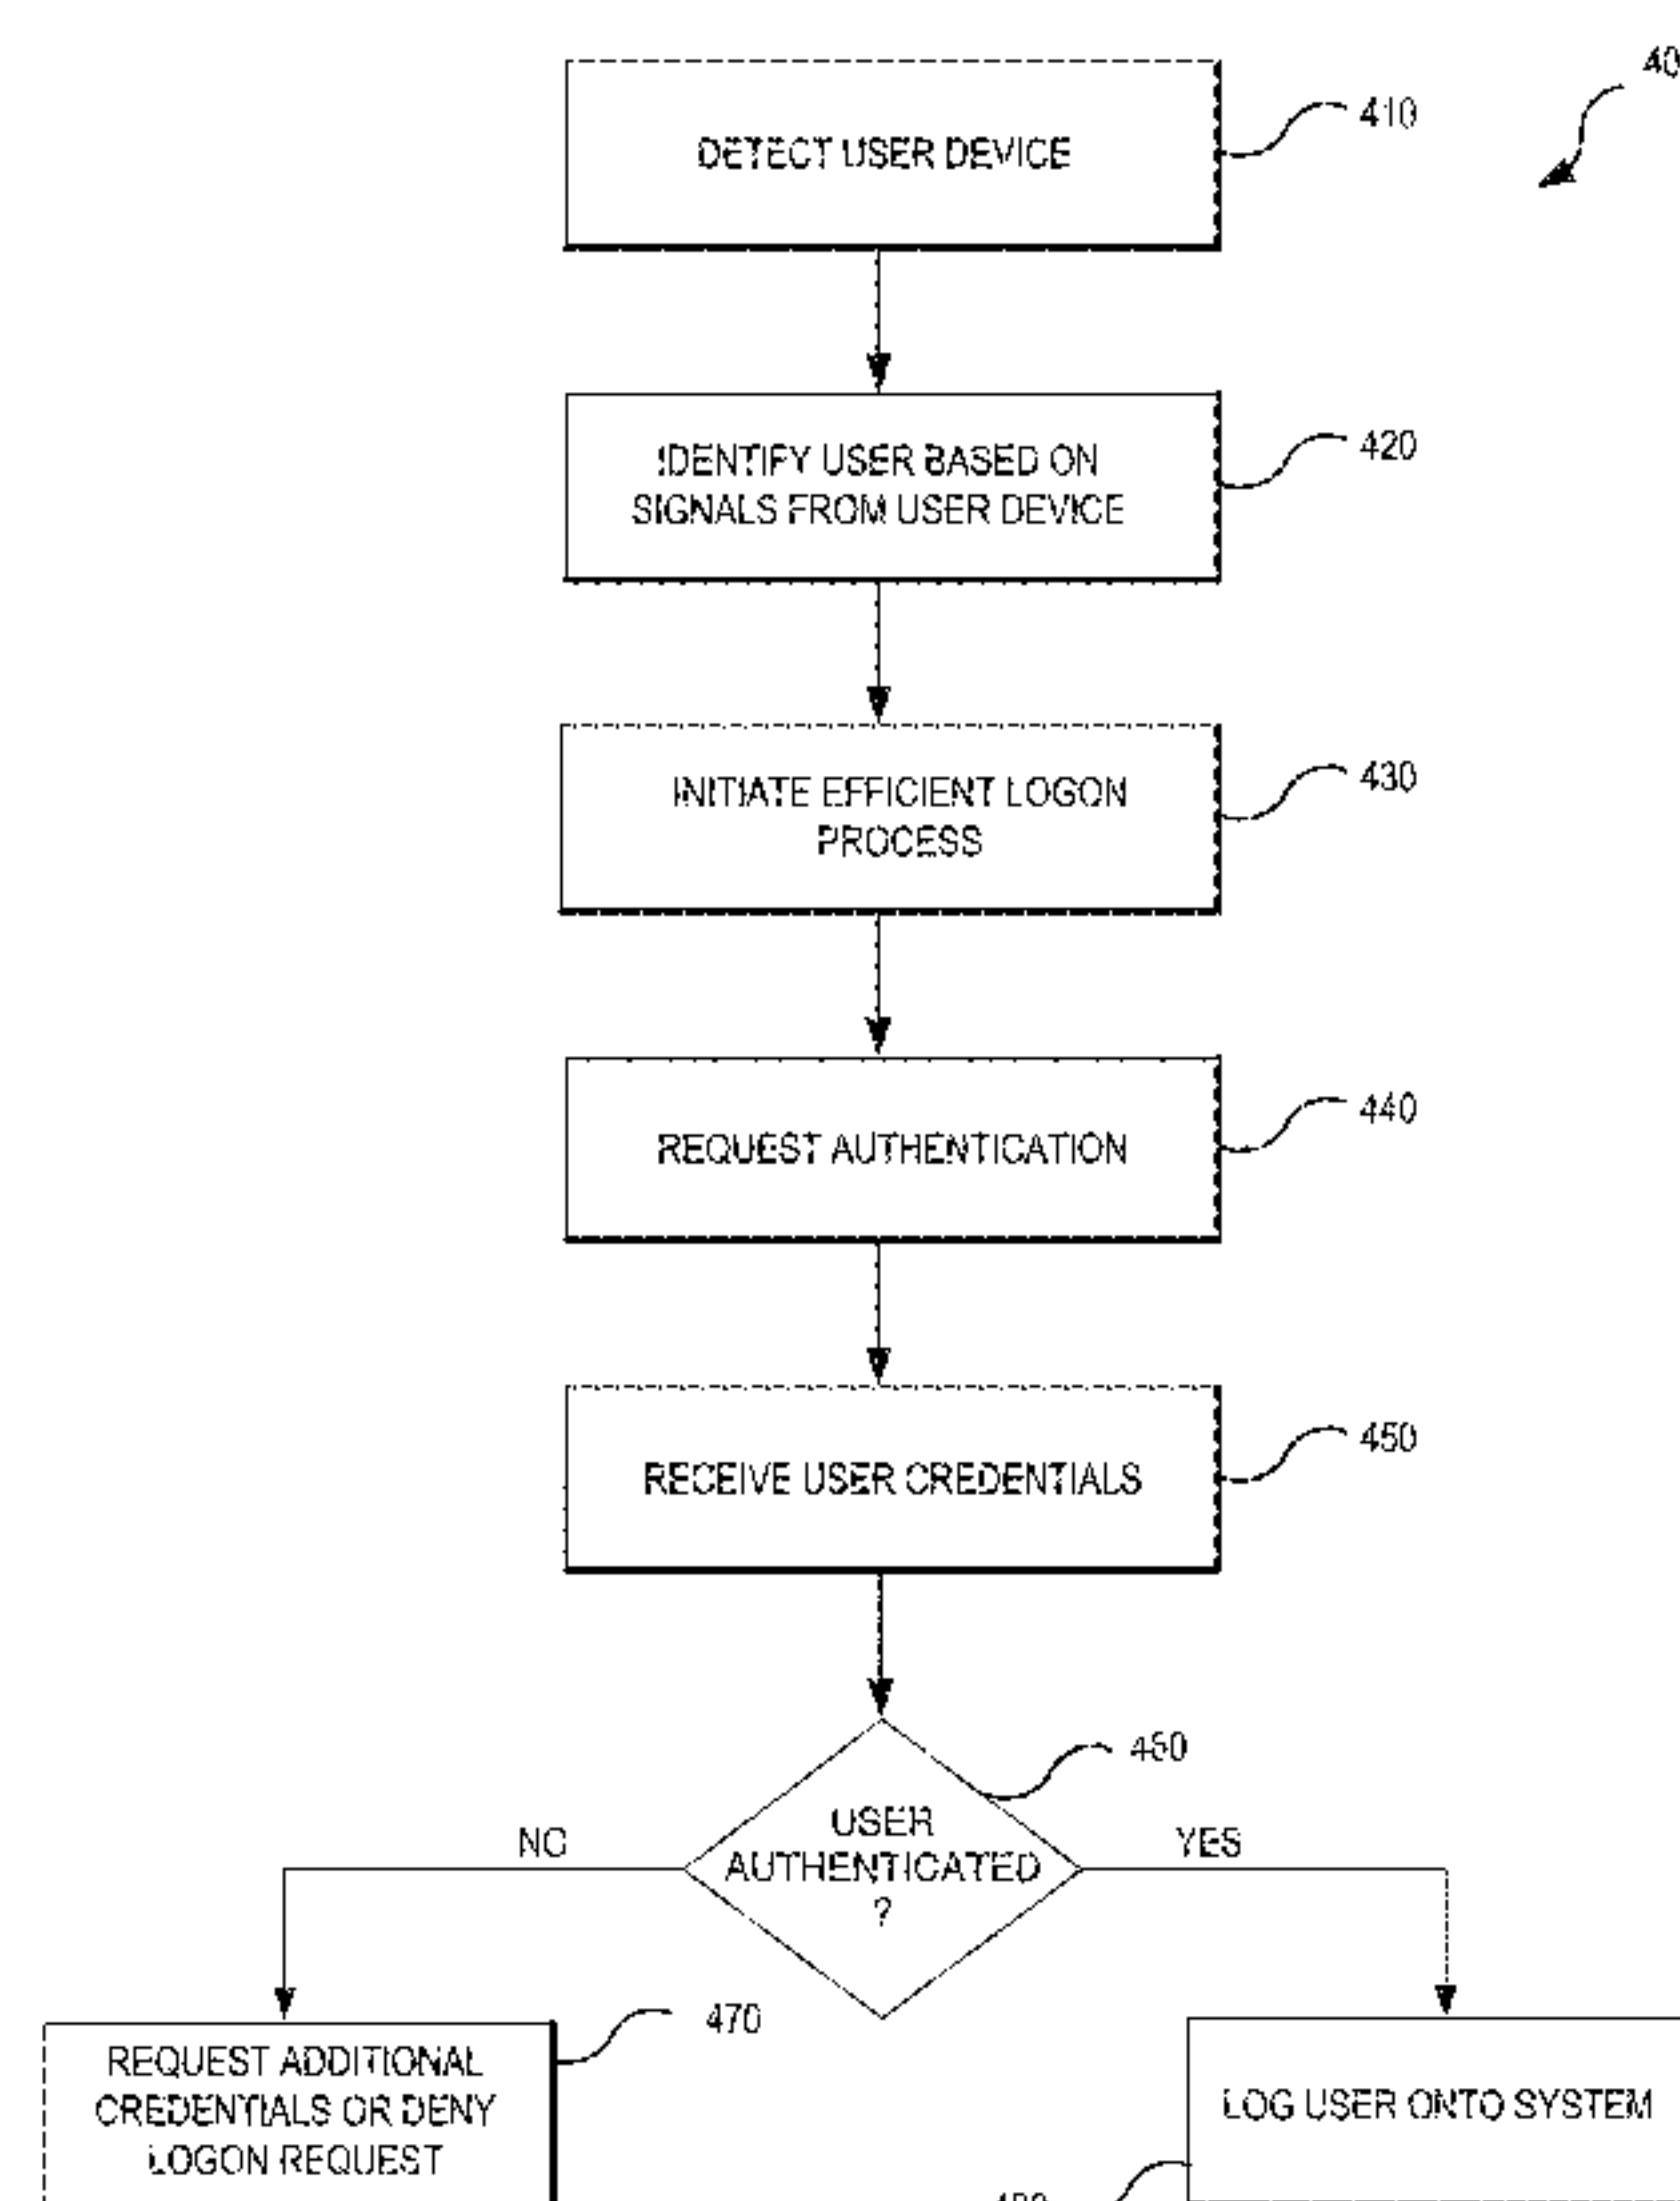 DETECT USER DEVICE
410
40
IDENTIFY USER BASED ON
SIGNALS FROM USER DEVICE
420
INITIATE EFFICIENT LOGON
PROCESS
430
REQUEST AUTHENTICATION
440
RECEIVE USER CREDENTIALS
450
460
USER
AUTHENTICATED
?
NO
YES
470
REQUEST ADDITIONAL
CREDENTIALS OR DENY
LOGON REQUEST
LOG USER ONTO SYSTEM